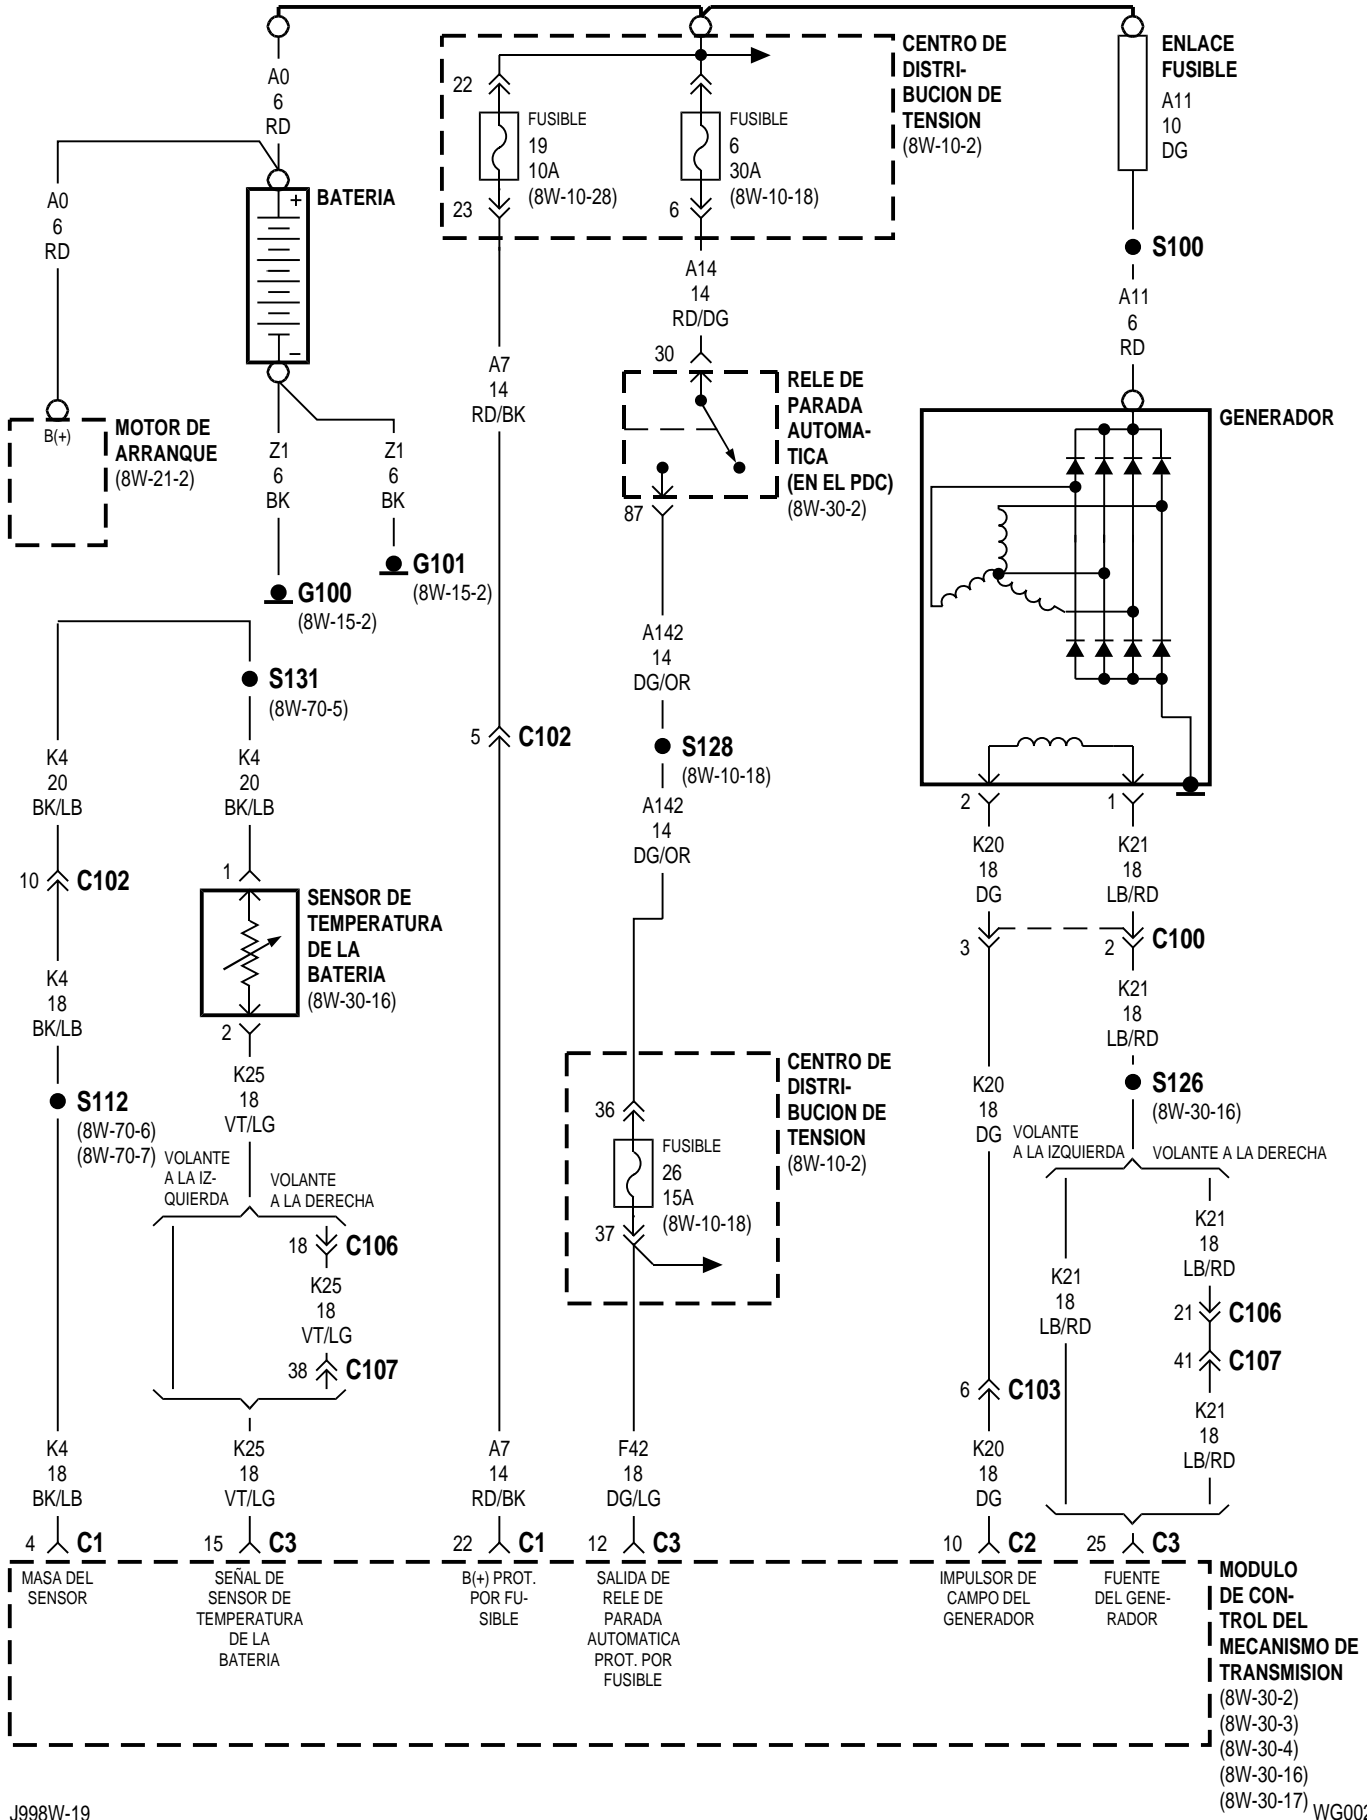 A0
6
RD
A0
6
RD
BATERIA
+
−
B(+)
MOTOR DE
ARRANQUE
(8W-21-2)
Z1
6
BK
Z1
6
BK
G101
(8W-15-2)
G100
(8W-15-2)
22
FUSIBLE
19
10A
(8W-10-28)
23
FUSIBLE
6
30A
(8W-10-18)
6
CENTRO DE
DISTRI-
BUCION DE
TENSION
(8W-10-2)
ENLACE
FUSIBLE
A11
10
DG
S100
A11
6
RD
GENERADOR
A14
14
RD/DG
30
RELE DE
PARADA
AUTOMA-
TICA
(EN EL PDC)
(8W-30-2)
87
A7
14
RD/BK
A142
14
DG/OR
S128
(8W-10-18)
A142
14
DG/OR
5
C102
S131
(8W-70-5)
K4
20
BK/LB
K4
20
BK/LB
10
C102
1
SENSOR DE
TEMPERATURA
DE LA
BATERIA
(8W-30-16)
2
K4
18
BK/LB
S112
(8W-70-6)
(8W-70-7)
K25
18
VT/LG
VOLANTE
A LA IZ-
QUIERDA
VOLANTE
A LA DERECHA
18
C106
K25
18
VT/LG
38
C107
36
FUSIBLE
26
15A
(8W-10-18)
37
CENTRO DE
DISTRI-
BUCION DE
TENSION
(8W-10-2)
2
1
K20
18
DG
K21
18
LB/RD
3
2
C100
K21
18
LB/RD
S126
(8W-30-16)
K20
18
DG
VOLANTE
A LA IZQUIERDA
VOLANTE A LA DERECHA
K21
18
LB/RD
K21
18
LB/RD
21
C106
41
C107
6
C103
K21
18
LB/RD
K4
18
BK/LB
K25
18
VT/LG
A7
14
RD/BK
F42
18
DG/LG
K20
18
DG
4
C1
15
C3
22
C1
12
C3
10
C2
25
C3
MASA DEL
SENSOR
SEÑAL DE
SENSOR DE
TEMPERATURA
DE LA
BATERIA
B(+) PROT.
POR FU-
SIBLE
SALIDA DE
RELE DE
PARADA
AUTOMATICA
PROT. POR
FUSIBLE
IMPULSOR DE
CAMPO DEL
GENERADOR
FUENTE
DEL GENE-
RADOR
MODULO
DE CON-
TROL DEL
MECANISMO DE
TRANSMISION
(8W-30-2)
(8W-30-3)
(8W-30-4)
(8W-30-16)
(8W-30-17)
J998W-19